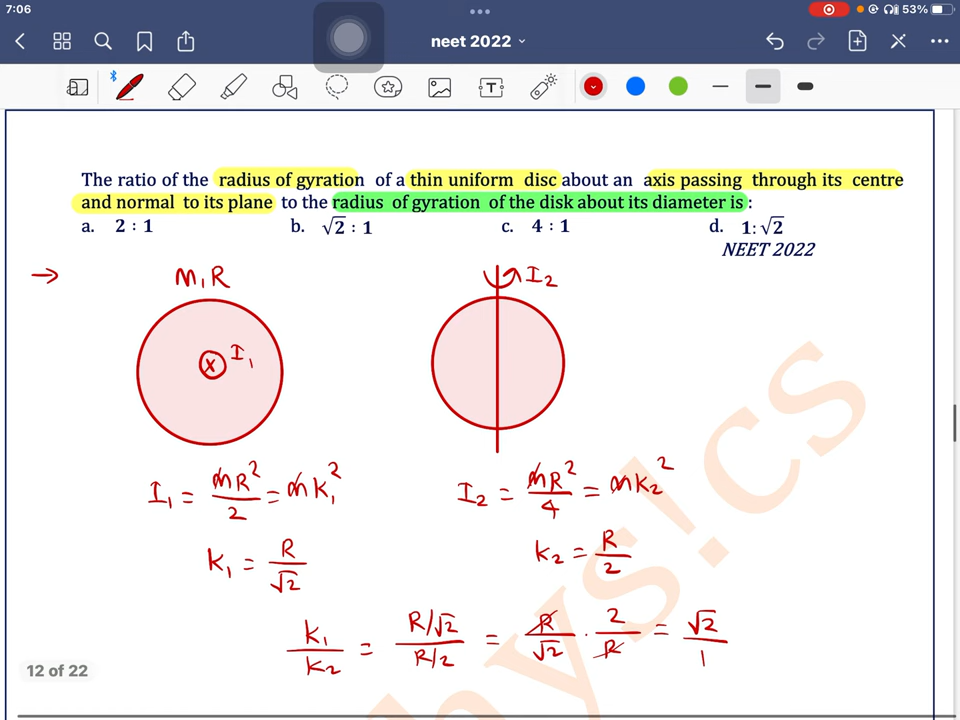 7:06
53%
neet 2022
T
The ratio of the radius of gyration of a thin uniform disc about an axis passing through its centre
and normal to its plane to the radius of gyration of the disk about its diameter is :
a. 2 : 1 b. √2 : 1 c. 4 : 1 d. 1:√2
NEET 2022
→ M, R I₂
x I₁
I₁ = mR²/2 = mK₁² I₂ = mR²/4 = mK₂²
K₁ = R/√2 K₂ = R/2
K₁/K₂ = R/√2 / R/2 = R/√2 · 2/R = √2/1
12 of 22
hys!cs